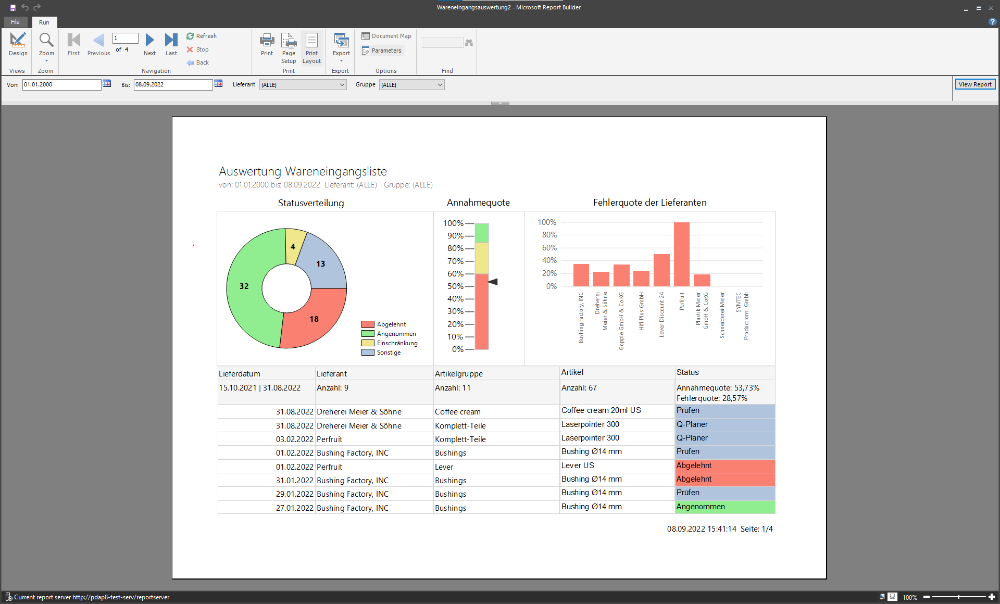 Wareneingangsauswertung2 - Microsoft Report Builder
File Run
Design Zoom First Previous 1 of 4 Next Last Refresh Stop Back Print Page Setup Print Layout Export Document Map Parameters
Views Zoom Navigation Print Export Options Find
Von: 01.01.2000 Bis: 08.09.2022 Lieferant (ALLE) Gruppe (ALLE) View Report
Auswertung Wareneingangsliste
von: 01.01.2000 bis: 08.09.2022 Lieferant: (ALLE) Gruppe: (ALLE)
Statusverteilung
4
13
32
18
Abgelehnt
Angenommen
Einschränkung
Sonstige
Annahmequote
100%
90%
80%
70%
60%
50%
40%
30%
20%
10%
0%
Fehlerquote der Lieferanten
100%
80%
60%
40%
20%
0%
Bushing Factory, INC
Dreherei
Meier & Söhne
Gopple GmbH & Co.KG
Hifi Plus GmbH
Lever Discount 24
Perfruit
Plastik Meier
GmbH & CoKG
Schneiderei Meier
SYNTEC
Productions Gmbh
Lieferdatum Lieferant Artikelgruppe Artikel Status
15.10.2021 | 31.08.2022 Anzahl: 9 Anzahl: 11 Anzahl: 67 Annahmequote: 53,73%
Fehlerquote: 28,57%
31.08.2022 Dreherei Meier & Söhne Coffee cream Coffee cream 20ml US Prüfen
31.08.2022 Dreherei Meier & Söhne Komplett-Teile Laserpointer 300 Q-Planer
03.02.2022 Perfruit Komplett-Teile Laserpointer 300 Q-Planer
01.02.2022 Bushing Factory, INC Bushings Bushing Ø14 mm Prüfen
01.02.2022 Perfruit Lever Lever US Abgelehnt
31.01.2022 Bushing Factory, INC Bushings Bushing Ø14 mm Abgelehnt
29.01.2022 Bushing Factory, INC Bushings Bushing Ø14 mm Prüfen
27.01.2022 Bushing Factory, INC Bushings Bushing Ø14 mm Angenommen
08.09.2022 15:41:14 Seite: 1/4
Current report server http://pdap8-test-serv/reportserver 100%